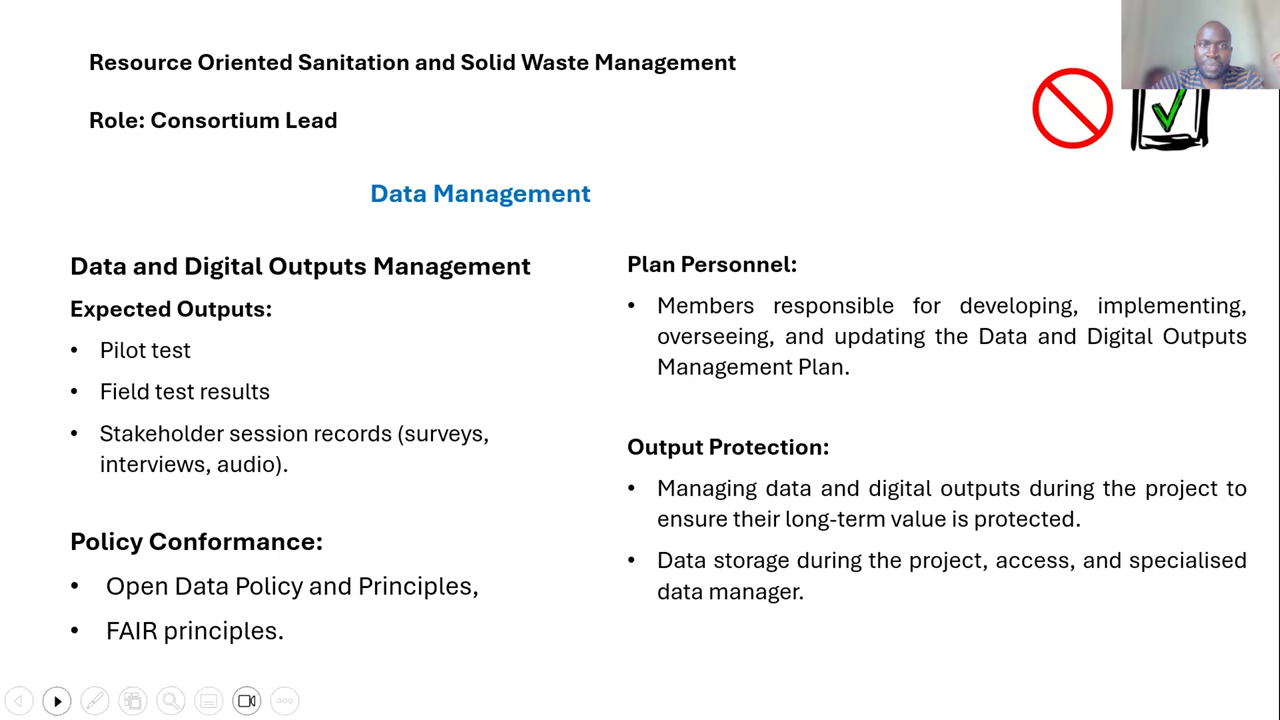 Resource Oriented Sanitation and Solid Waste Management
Role: Consortium Lead
Data Management
Data and Digital Outputs Management
Expected Outputs:
• Pilot test
• Field test results
• Stakeholder session records (surveys,
interviews, audio).
Policy Conformance:
• Open Data Policy and Principles,
• FAIR principles.
Plan Personnel:
• Members responsible for developing, implementing,
overseeing, and updating the Data and Digital Outputs
Management Plan.
Output Protection:
• Managing data and digital outputs during the project to
ensure their long-term value is protected.
• Data storage during the project, access, and specialised
data manager.